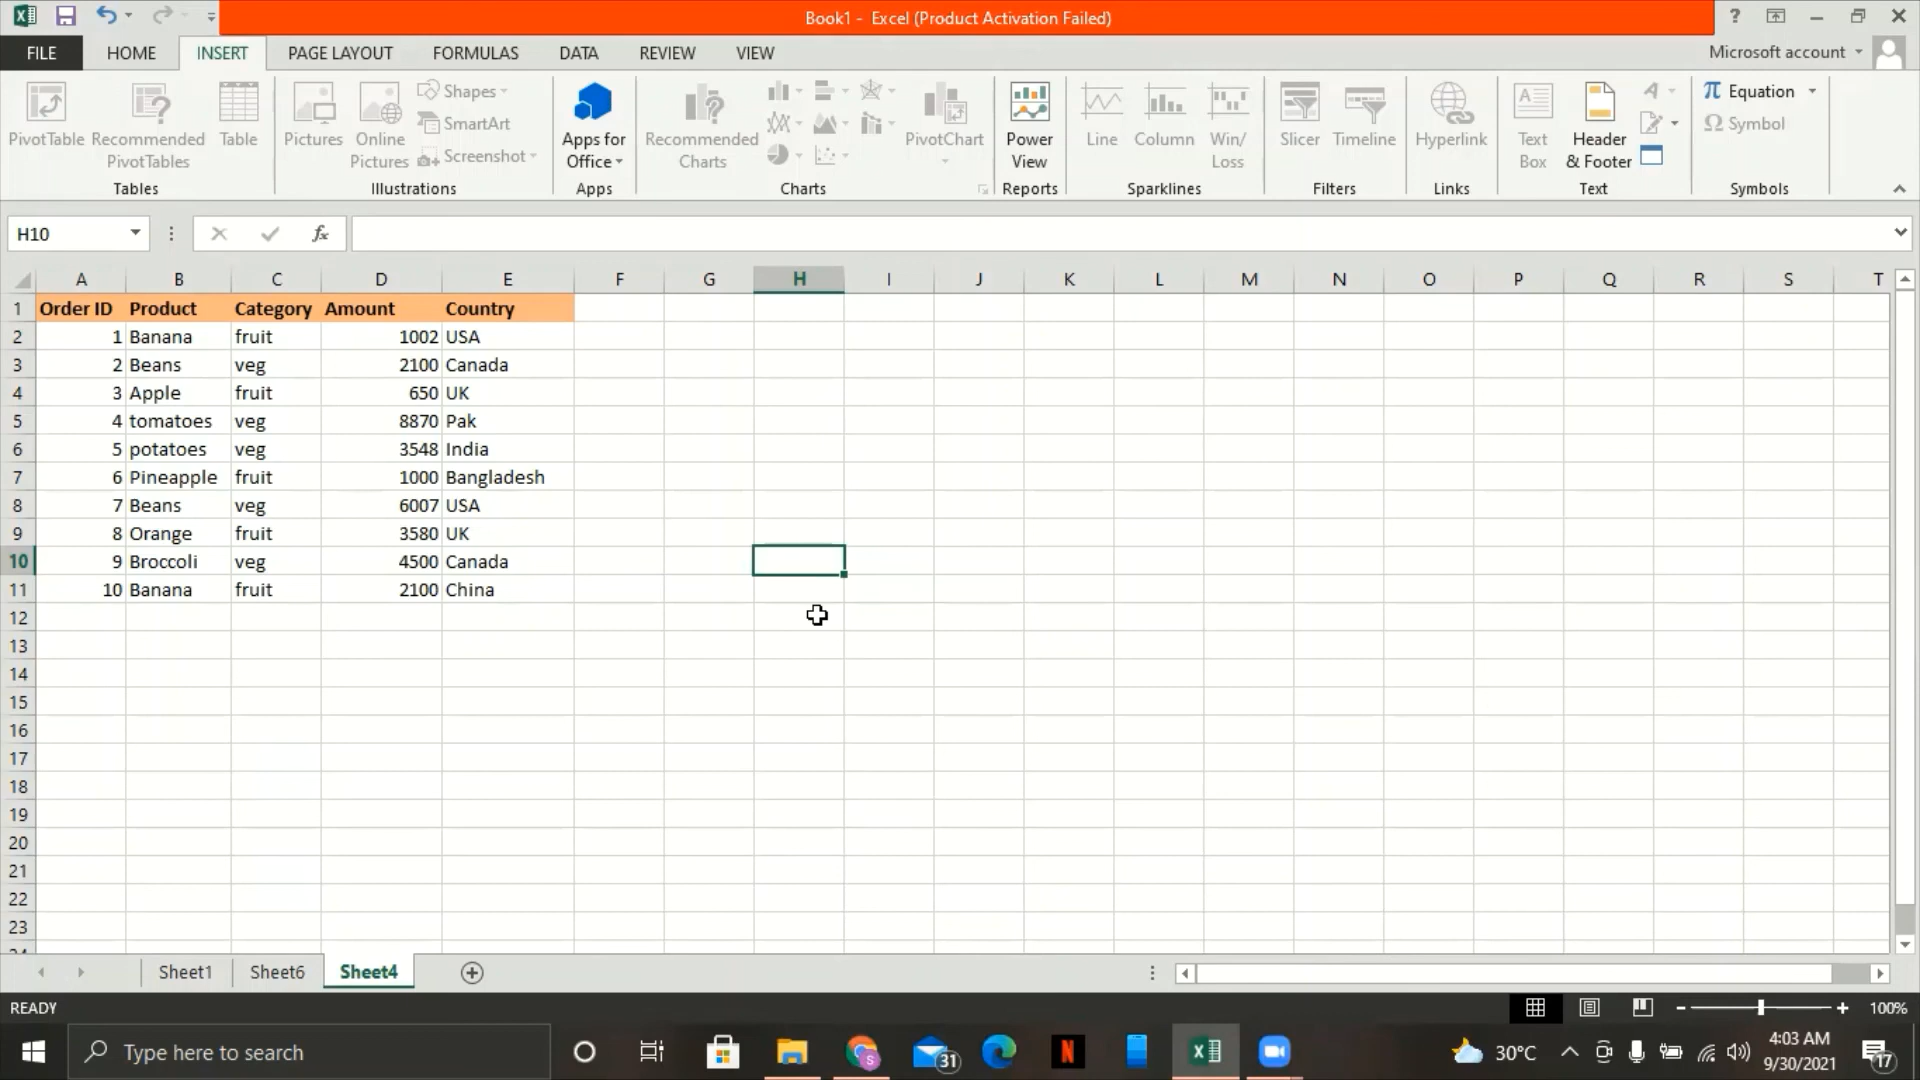 Book1 - Excel (Product Activation Failed)
FILE HOME INSERT PAGE LAYOUT FORMULAS DATA REVIEW VIEW Microsoft account
PivotTable Recommended PivotTables Table Pictures Online Pictures Shapes SmartArt Screenshot Apps for Office Recommended Charts PivotChart Power View Line Column Win/ Loss Slicer Timeline Hyperlink Text Box Header & Footer Equation Symbol
Tables Illustrations Apps Charts Reports Sparklines Filters Links Text Symbols
H10 fx
A B C D E F G H I J K L M N O P Q R S T
1 Order ID Product Category Amount Country
2 1 Banana fruit 1002 USA
3 2 Beans veg 2100 Canada
4 3 Apple fruit 650 UK
5 4 tomatoes veg 8870 Pak
6 5 potatoes veg 3548 India
7 6 Pineapple fruit 1000 Bangladesh
8 7 Beans veg 6007 USA
9 8 Orange fruit 3580 UK
10 9 Broccoli veg 4500 Canada
11 10 Banana fruit 2100 China
12
13
14
15
16
17
18
19
20
21
22
23
Sheet1 Sheet6 Sheet4
READY 100%
Type here to search 31 N 30°C 4:03 AM 17
9/30/2021